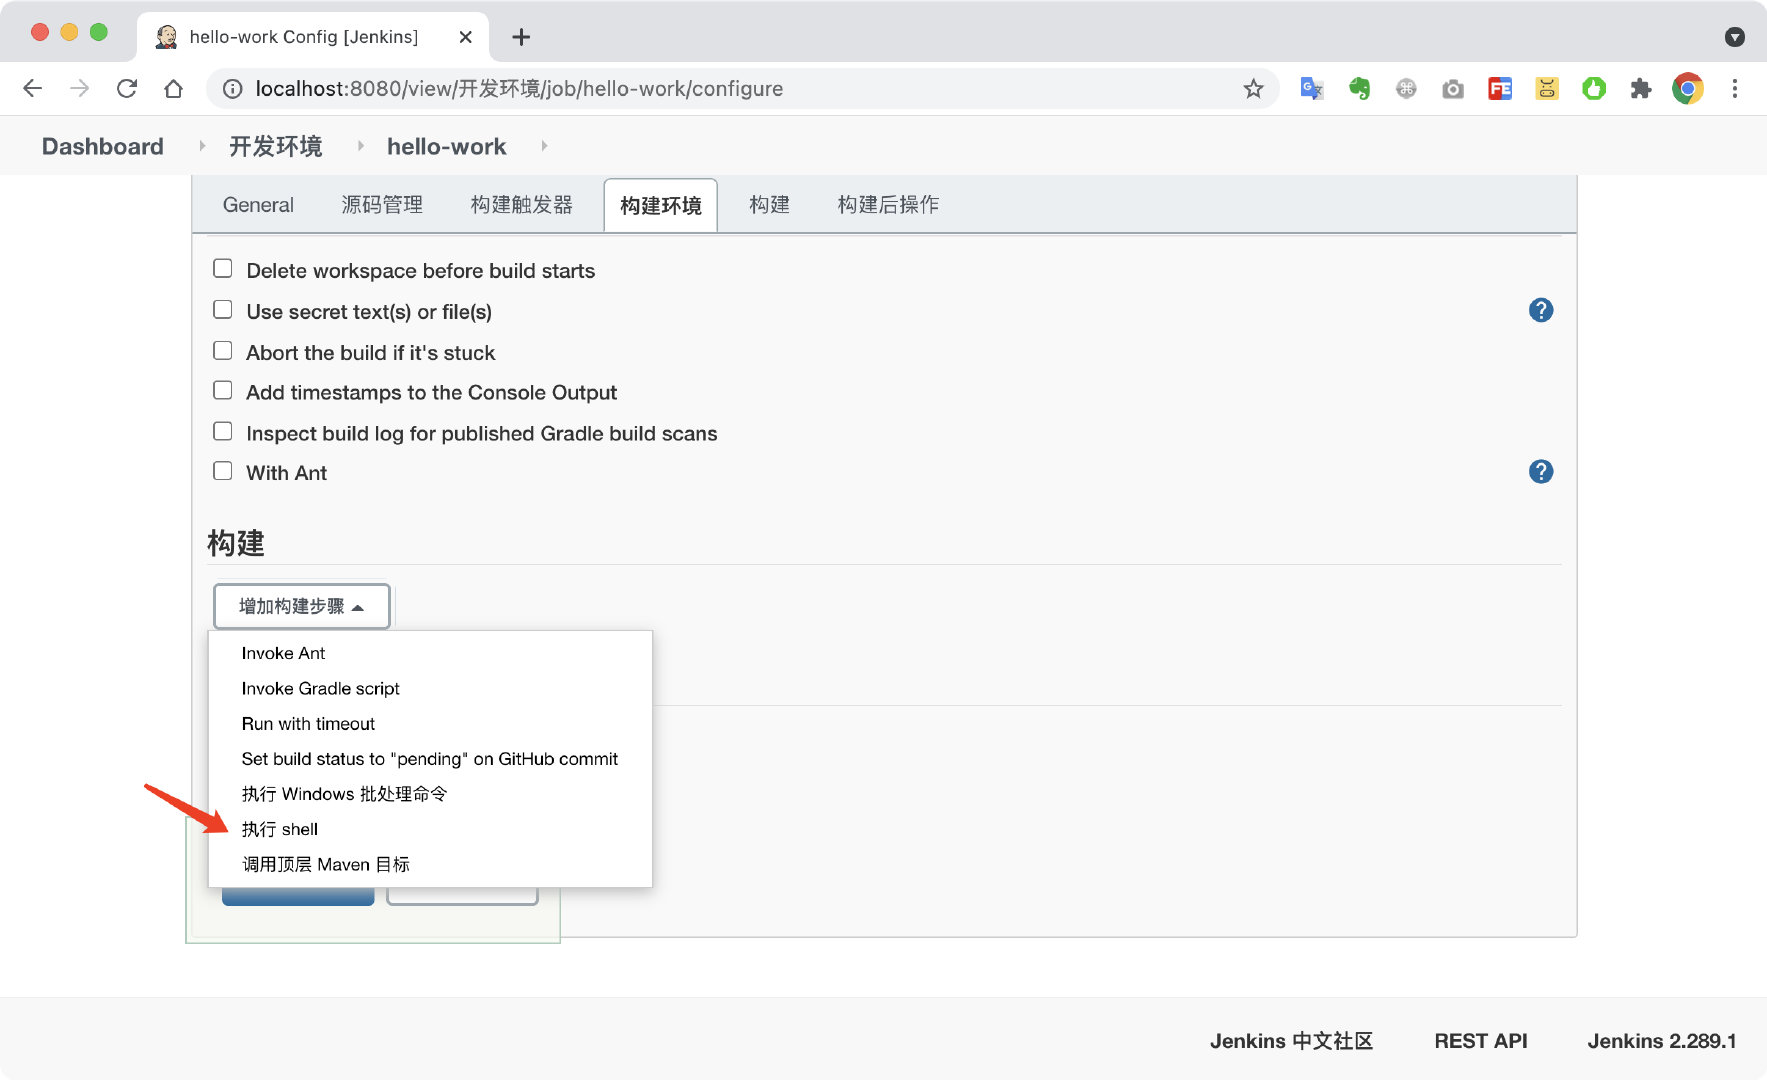 hello-work Config [Jenkins]
localhost:8080/view/开发环境/job/hello-work/configure
Dashboard 开发环境 hello-work
General 源码管理 构建触发器 构建环境 构建 构建后操作
Delete workspace before build starts
Use secret text(s) or file(s)
?
Abort the build if it's stuck
Add timestamps to the Console Output
Inspect build log for published Gradle build scans
With Ant
?
构建
增加构建步骤
Invoke Ant
Invoke Gradle script
Run with timeout
Set build status to "pending" on GitHub commit
执行 Windows 批处理命令
执行 shell
调用顶层 Maven 目标
Jenkins 中文社区 REST API Jenkins 2.289.1